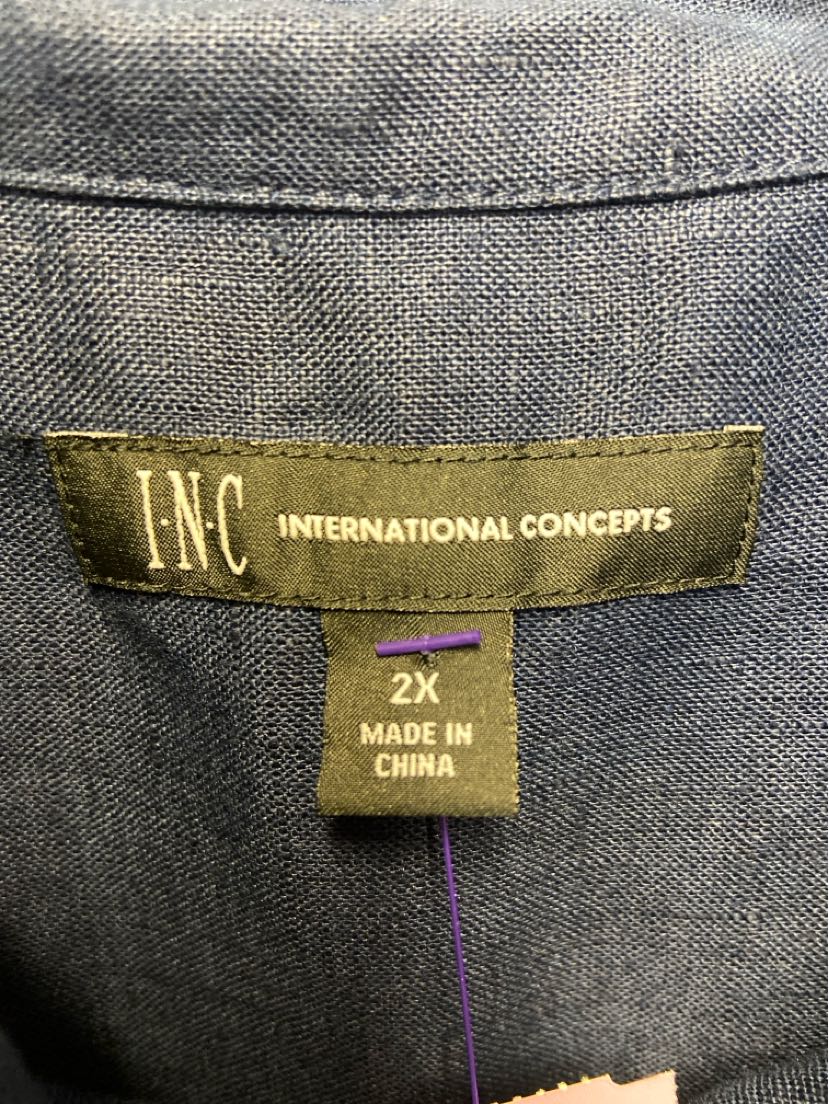 I·N·C INTERNATIONAL CONCEPTS
2X
MADE IN
CHINA